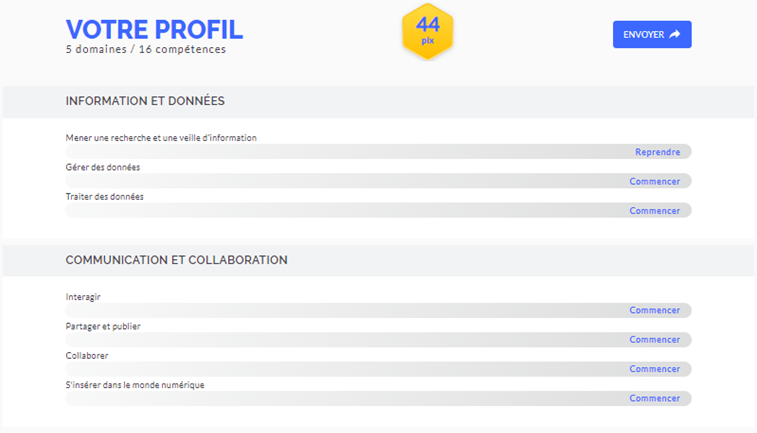 VOTRE PROFIL
5 domaines / 16 compétences
44
pix
ENVOYER
INFORMATION ET DONNÉES
Mener une recherche et une veille d'information
Reprendre
Gérer des données
Commencer
Traiter des données
Commencer
COMMUNICATION ET COLLABORATION
Interagir
Commencer
Partager et publier
Commencer
Collaborer
Commencer
S'insérer dans le monde numérique
Commencer